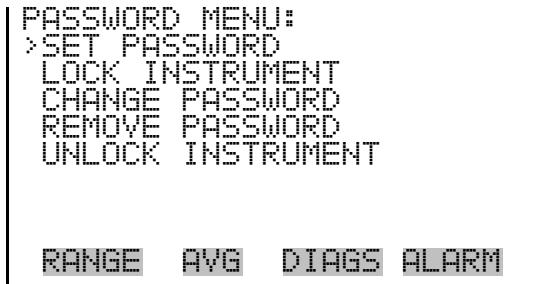 PASSWORD MENU:
>SET PASSWORD
LOCK INSTRUMENT
CHANGE PASSWORD
REMOVE PASSWORD
UNLOCK INSTRUMENT
RANGE AVG DIAGS ALARM